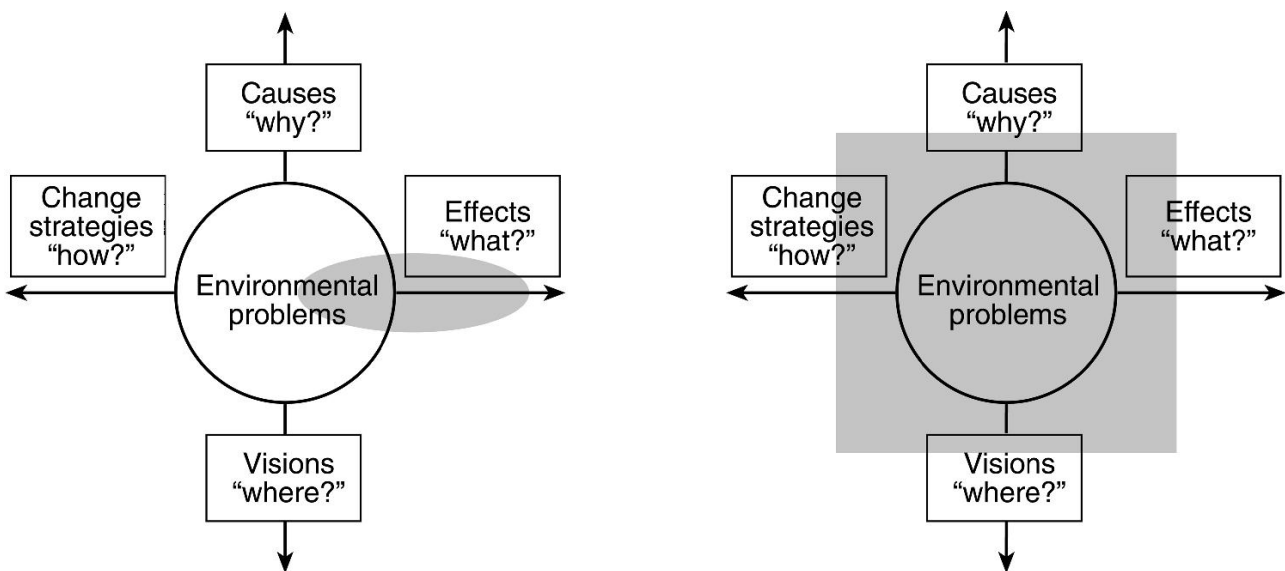 Causes
“why?”
Change
strategies
“how?”
Effects
“what?”
Environmental
problems
Visions
“where?”
Causes
“why?”
Change
strategies
“how?”
Effects
“what?”
Environmental
problems
Visions
“where?”